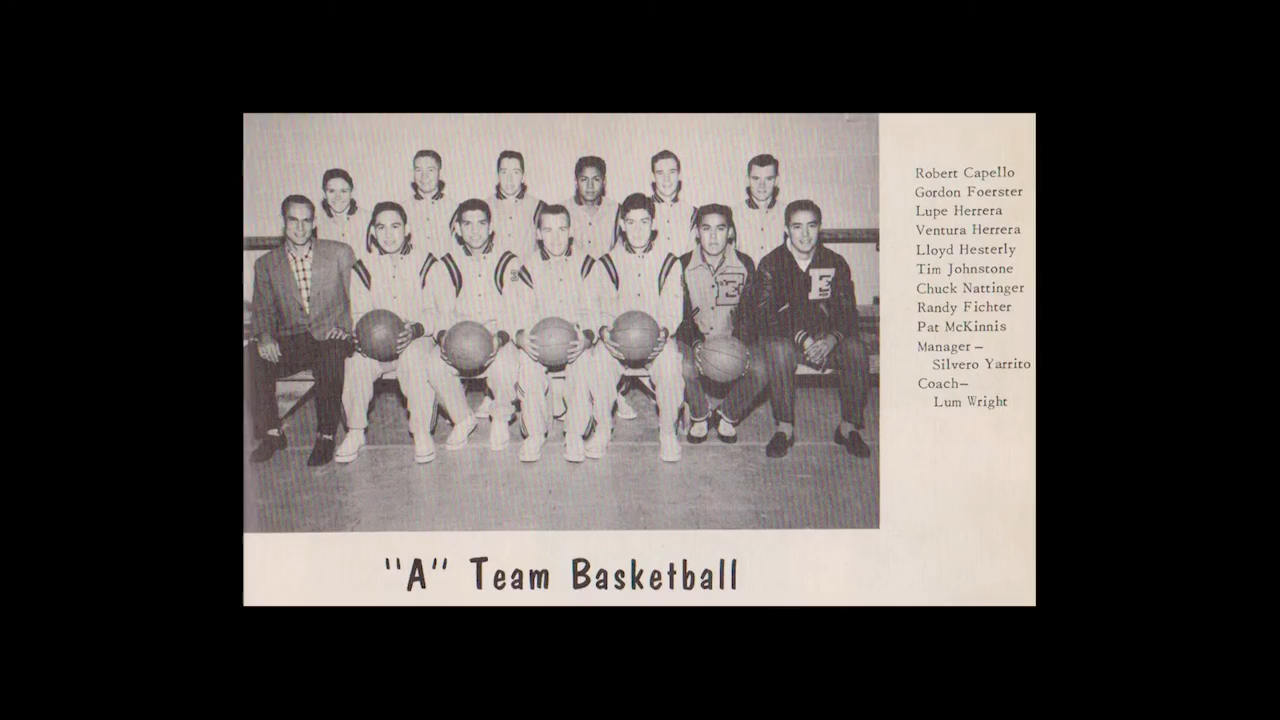 Robert Capello
Gordon Foerster
Lupe Herrera
Ventura Herrera
Lloyd Hesterly
Tim Johnstone
Chuck Nattinger
Randy Fichter
Pat McKinnis
Manager —
Silvero Yarrito
Coach—
Lum Wright
E
E
"A" Team Basketball